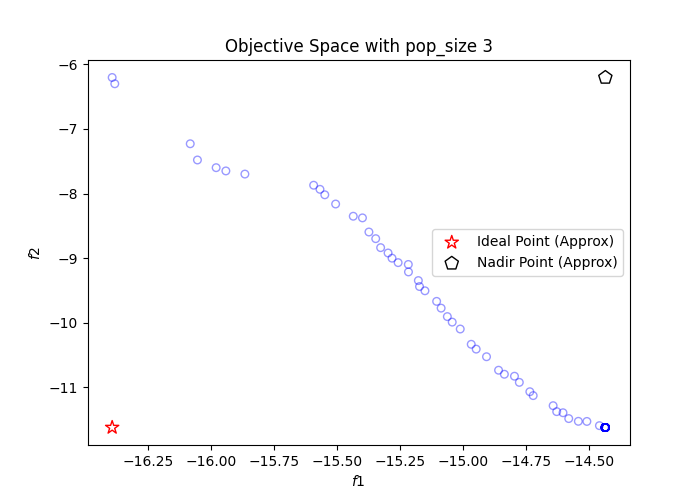 Objective Space with pop_size 3
−6
−7
−8
−9
−10
−11
f2
Ideal Point (Approx)
Nadir Point (Approx)
−16.25 −16.00 −15.75 −15.50 −15.25 −15.00 −14.75 −14.50
f1